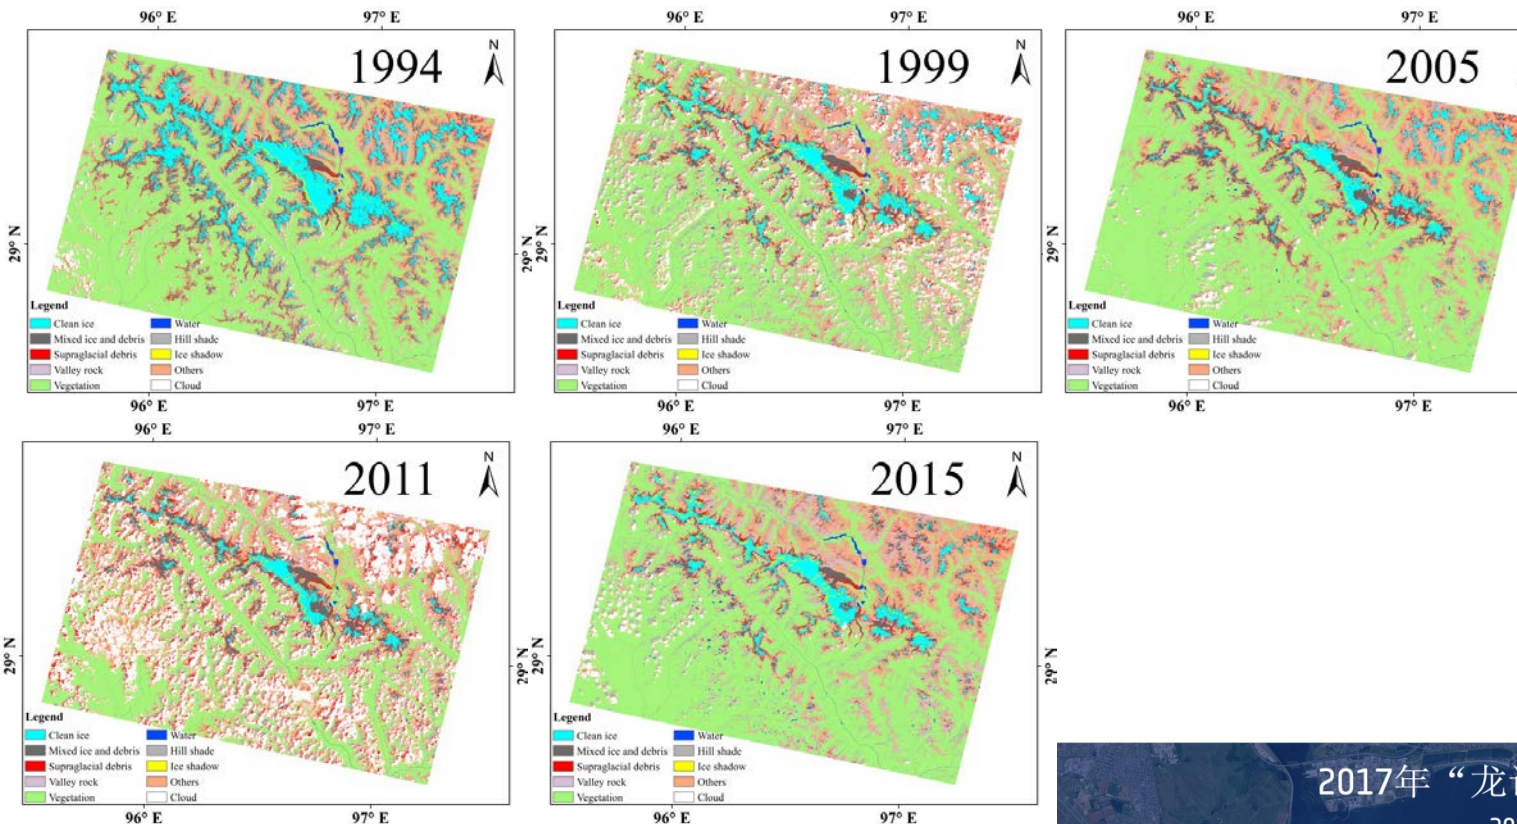 96° E 97° E
1994
N
29° N
Legend
Clean ice
Mixed ice and debris
Supraglacial debris
Valley rock
Vegetation
Water
Hill shade
Ice shadow
Others
Cloud
96° E 97° E
96° E 97° E
1999
N
29° N
Legend
Clean ice
Mixed ice and debris
Supraglacial debris
Valley rock
Vegetation
Water
Hill shade
Ice shadow
Others
Cloud
96° E 97° E
96° E 97° E
2005
29° N
Legend
Clean ice
Mixed ice and debris
Supraglacial debris
Valley rock
Vegetation
Water
Hill shade
Ice shadow
Others
Cloud
96° E 97° E
96° E 97° E
2011
N
29° N
Legend
Clean ice
Mixed ice and debris
Supraglacial debris
Valley rock
Vegetation
Water
Hill shade
Ice shadow
Others
Cloud
96° E 97° E
96° E 97° E
2015
N
29° N
29° N
Legend
Clean ice
Mixed ice and debris
Supraglacial debris
Valley rock
Vegetation
Water
Hill shade
Ice shadow
Others
Cloud
96° E 97° E
2017年“龙